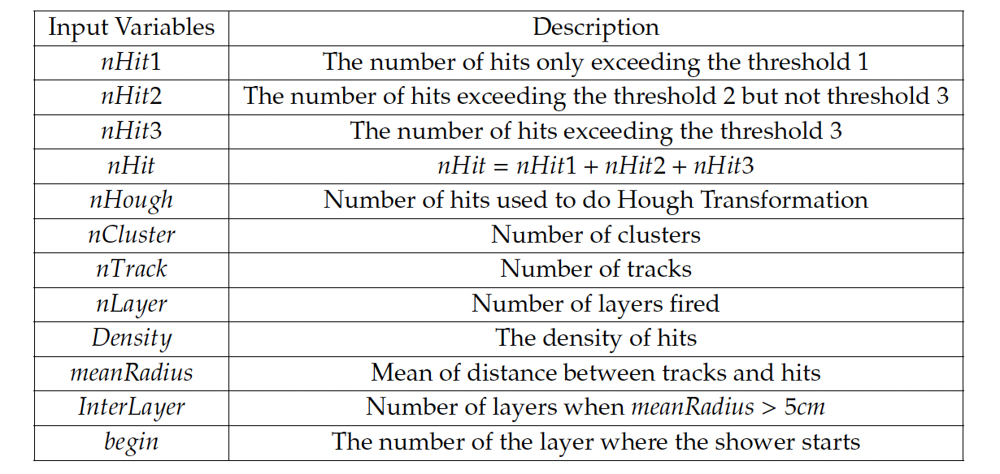 Input Variables Description
nHit1 The number of hits only exceeding the threshold 1
nHit2 The number of hits exceeding the threshold 2 but not threshold 3
nHit3 The number of hits exceeding the threshold 3
nHit nHit = nHit1 + nHit2 + nHit3
nHough Number of hits used to do Hough Transformation
nCluster Number of clusters
nTrack Number of tracks
nLayer Number of layers fired
Density The density of hits
meanRadius Mean of distance between tracks and hits
InterLayer Number of layers when meanRadius > 5cm
begin The number of the layer where the shower starts